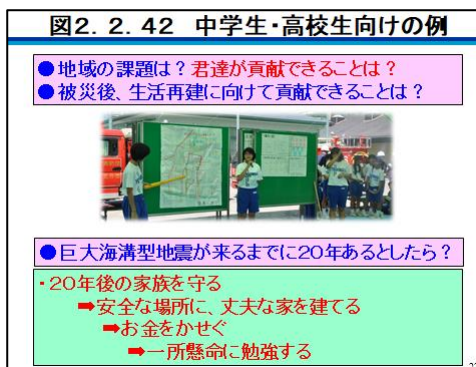 図2．2．42　中学生・高校生向けの例
●地域の課題は？君達が貢献できることは？
●被災後、生活再建に向けて貢献できることは？
●巨大海溝型地震が来るまでに20年あるとしたら？
・20年後の家族を守る
➡安全な場所に、丈夫な家を建てる
➡お金をかせぐ
➡一所懸命に勉強する